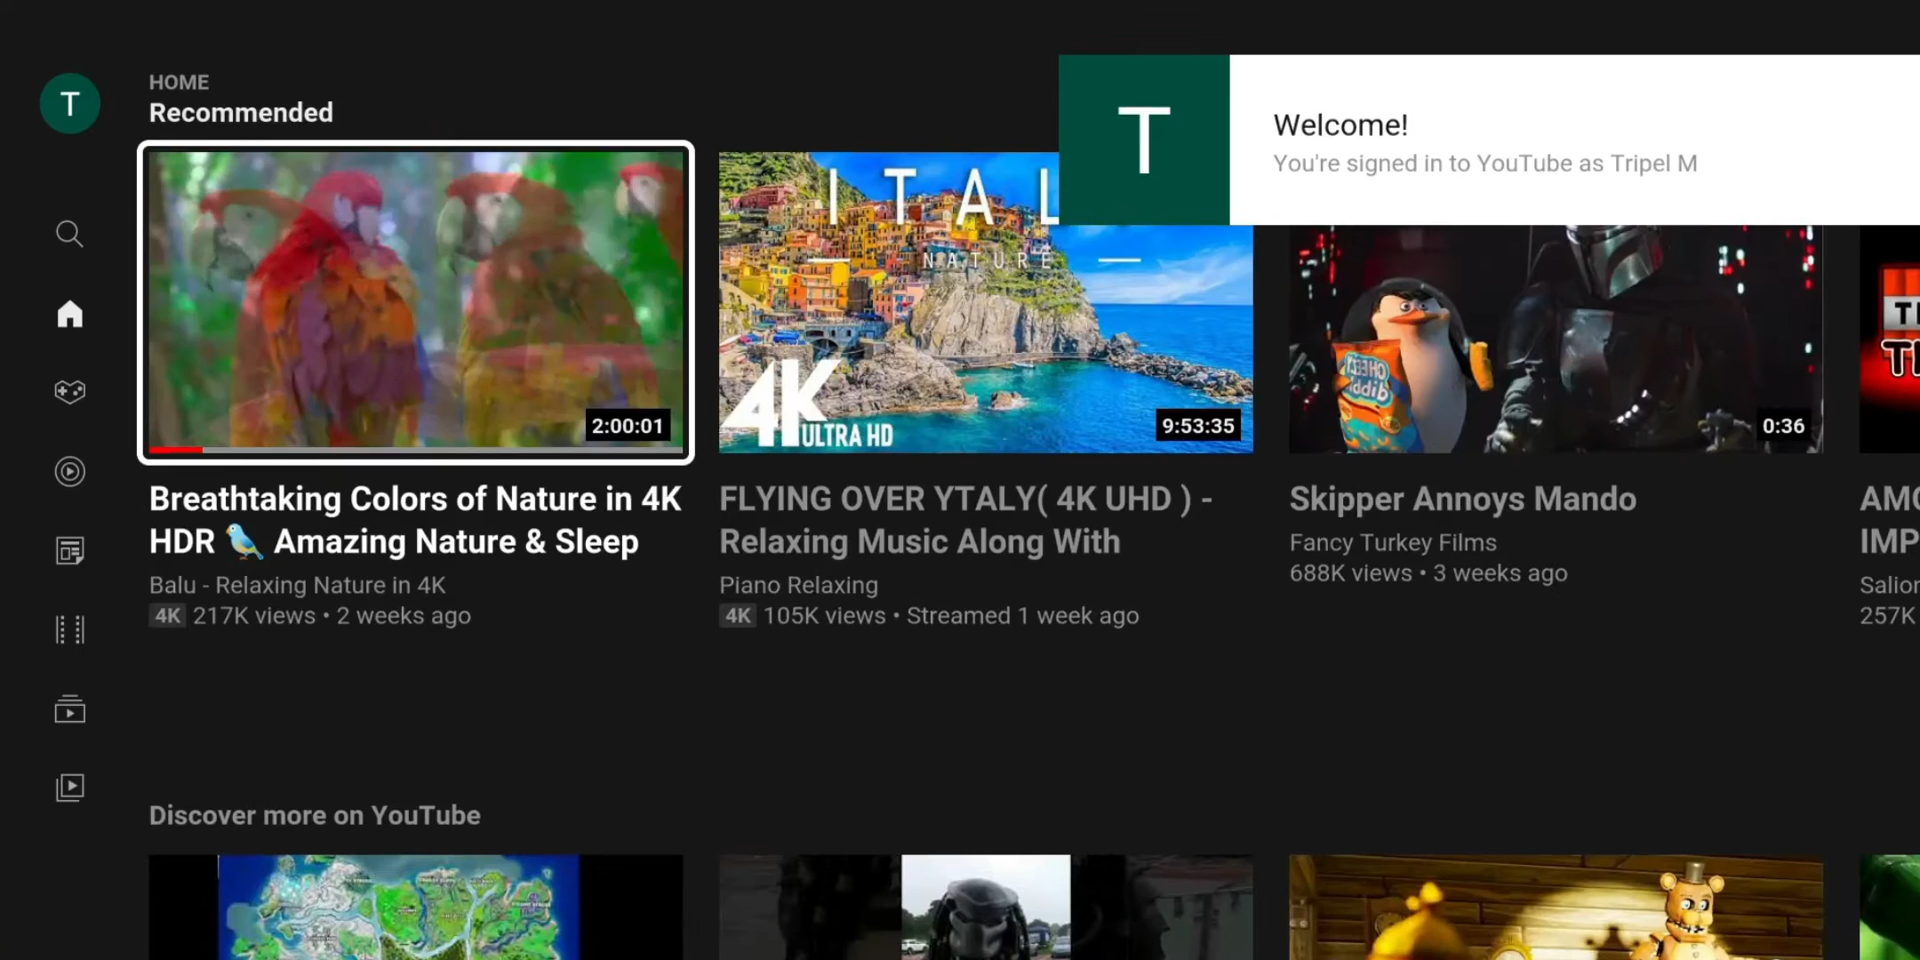 T
HOME
Recommended
T
Welcome!
You're signed in to YouTube as Tripel M
I T A L
NATURE
4K
ULTRA HD
CHEEZ
dibbi
2:00:01
9:53:35
0:36
Breathtaking Colors of Nature in 4K
HDR 🐦 Amazing Nature & Sleep
Balu - Relaxing Nature in 4K
4K 217K views • 2 weeks ago
FLYING OVER YTALY( 4K UHD ) -
Relaxing Music Along With
Piano Relaxing
4K 105K views • Streamed 1 week ago
Skipper Annoys Mando
Fancy Turkey Films
688K views • 3 weeks ago
IMP
257K
Discover more on YouTube